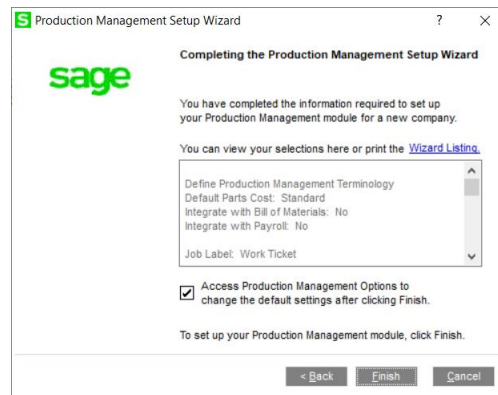 S Production Management Setup Wizard ? ×
sage
Completing the Production Management Setup Wizard
You have completed the information required to set up
your Production Management module for a new company.
You can view your selections here or print the Wizard Listing.
Define Production Management Terminology
Default Parts Cost: Standard
Integrate with Bill of Materials: No
Integrate with Payroll: No
Job Label: Work Ticket
Access Production Management Options to
change the default settings after clicking Finish.
To set up your Production Management module, click Finish.
< Back Finish Cancel